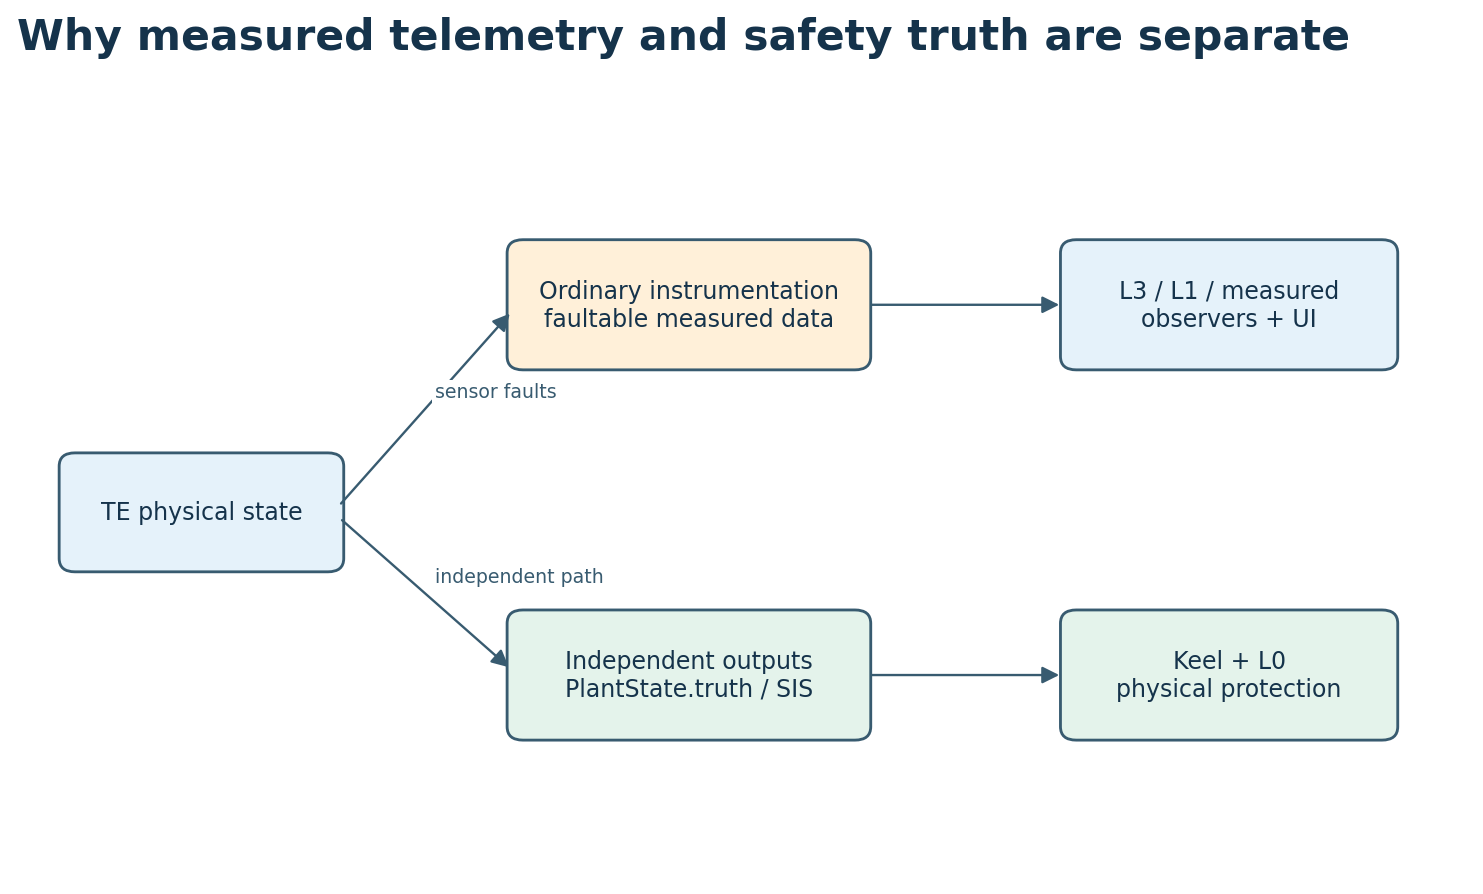 Why measured telemetry and safety truth are separate
Ordinary instrumentation
faultable measured data
L3 / L1 / measured
observers + UI
sensor faults
TE physical state
independent path
Independent outputs
PlantState.truth / SIS
Keel + L0
physical protection